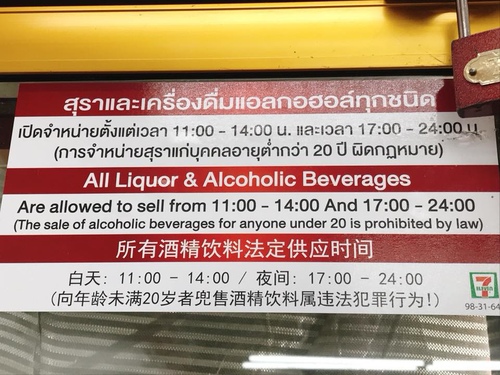 สุราและเครื่องดื่มแอลกอฮอล์ทุกชนิด
เปิดจำหน่ายตั้งแต่เวลา 11:00 - 14:00 น. และเวลา 17:00 - 24:00 น.
(การจำหน่ายสุราแก่บุคคลอายุต่ำกว่า 20 ปี ผิดกฎหมาย)
All Liquor & Alcoholic Beverages
Are allowed to sell from 11:00 - 14:00 And 17:00 - 24:00
(The sale of alcoholic beverages for anyone under 20 is prohibited by law)
所有酒精饮料法定供应时间
白天: 11:00 - 14:00 / 夜间: 17:00 - 24:00
(向年龄未满20岁者兜售酒精饮料属违法犯罪行为!)
7 ELEVEN
98-31-64